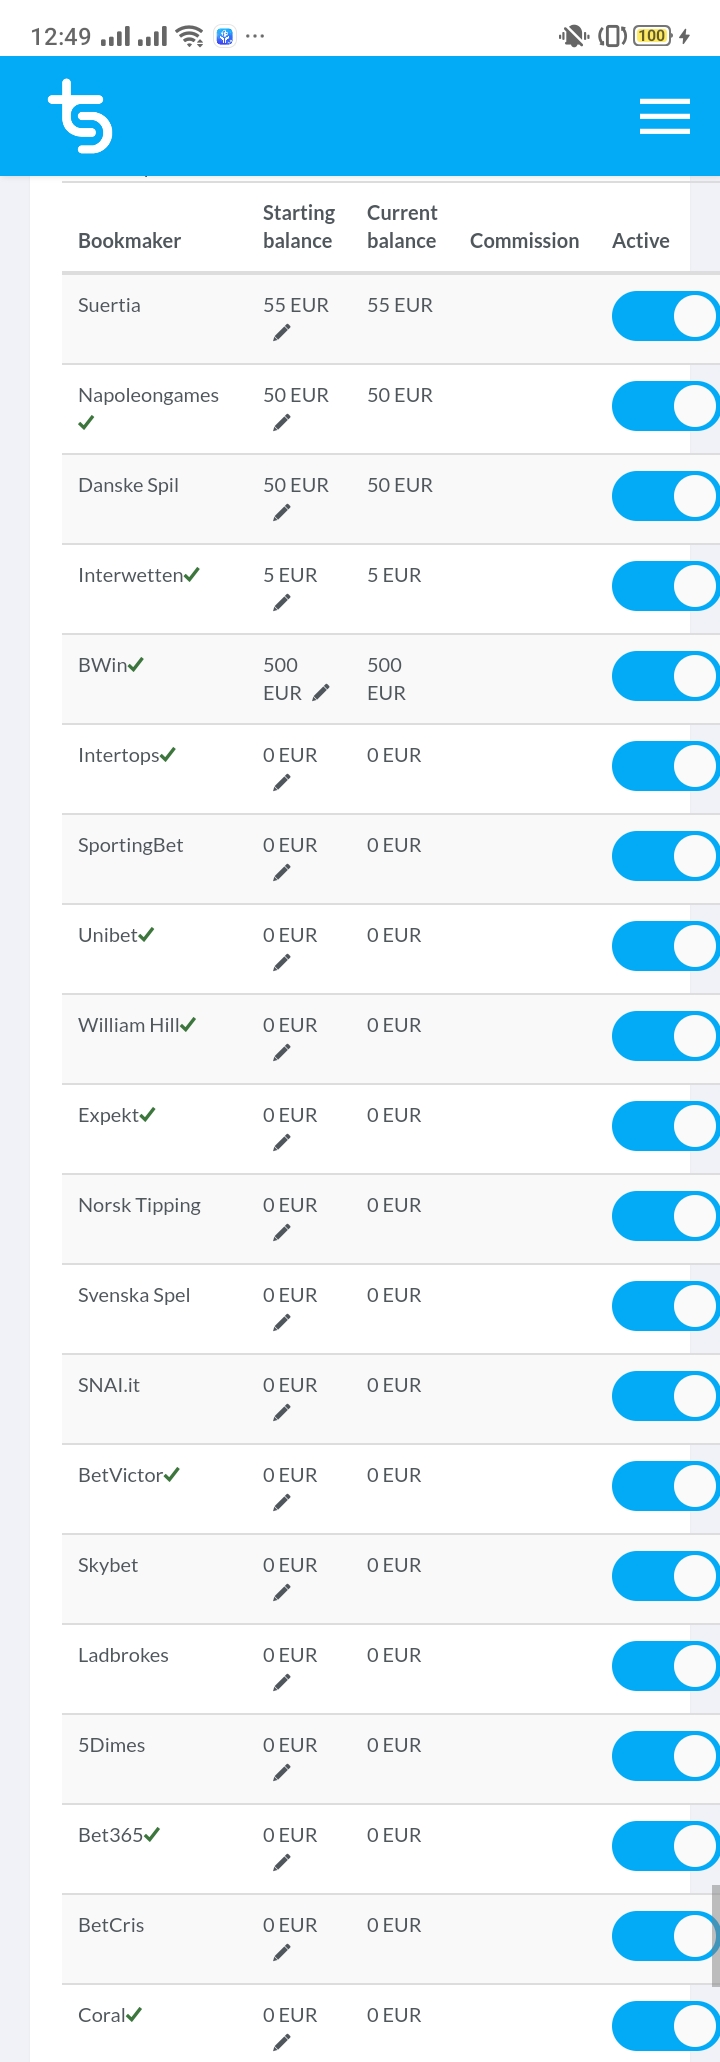 12:49
100
Starting Current
Bookmaker balance balance Commission Active
Suertia 55 EUR 55 EUR
Napoleongames 50 EUR 50 EUR
Danske Spil 50 EUR 50 EUR
Interwetten 5 EUR 5 EUR
BWin 500 500
EUR EUR
Intertops 0 EUR 0 EUR
SportingBet 0 EUR 0 EUR
Unibet 0 EUR 0 EUR
William Hill 0 EUR 0 EUR
Expekt 0 EUR 0 EUR
Norsk Tipping 0 EUR 0 EUR
Svenska Spel 0 EUR 0 EUR
SNAI.it 0 EUR 0 EUR
BetVictor 0 EUR 0 EUR
Skybet 0 EUR 0 EUR
Ladbrokes 0 EUR 0 EUR
5Dimes 0 EUR 0 EUR
Bet365 0 EUR 0 EUR
BetCris 0 EUR 0 EUR
Coral 0 EUR 0 EUR